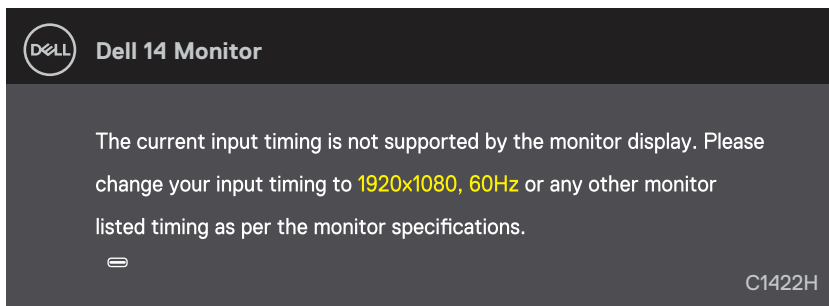 DELL
Dell 14 Monitor
The current input timing is not supported by the monitor display. Please
change your input timing to 1920x1080, 60Hz or any other monitor
listed timing as per the monitor specifications.
C1422H